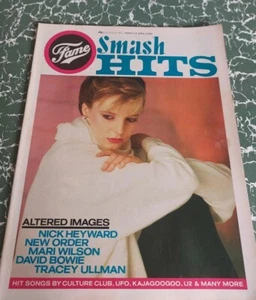 Fame
Smash
HITS
ALTERED IMAGES
NICK HEYWARD
NEW ORDER
MARI WILSON
DAVID BOWIE
TRACEY ULLMAN
HIT SONGS BY CULTURE CLUB, UFO, KAJAGOOGOO, U2 & MANY MORE